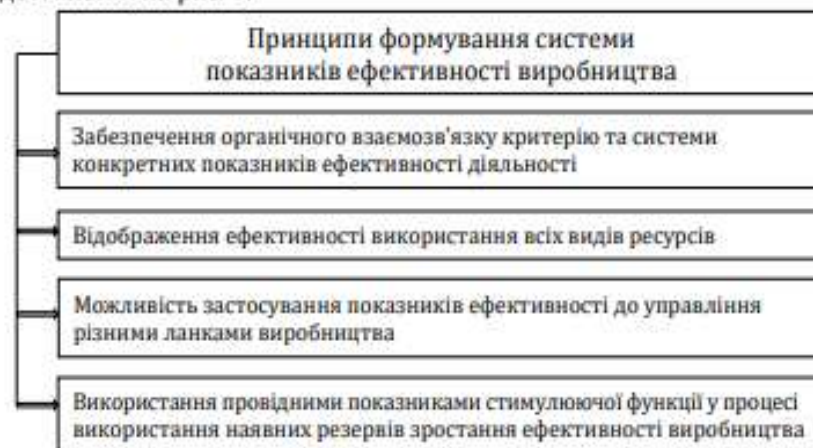 Принципи формування системи
показників ефективності виробництва
Забезпечення органічного взаємозв'язку критерію та системи
конкретних показників ефективності діяльності
Відображення ефективності використання всіх видів ресурсів
Можливість застосування показників ефективності до управління
різними ланками виробництва
Використання провідними показниками стимулюючої функції у процесі
використання наявних резервів зростання ефективності виробництва